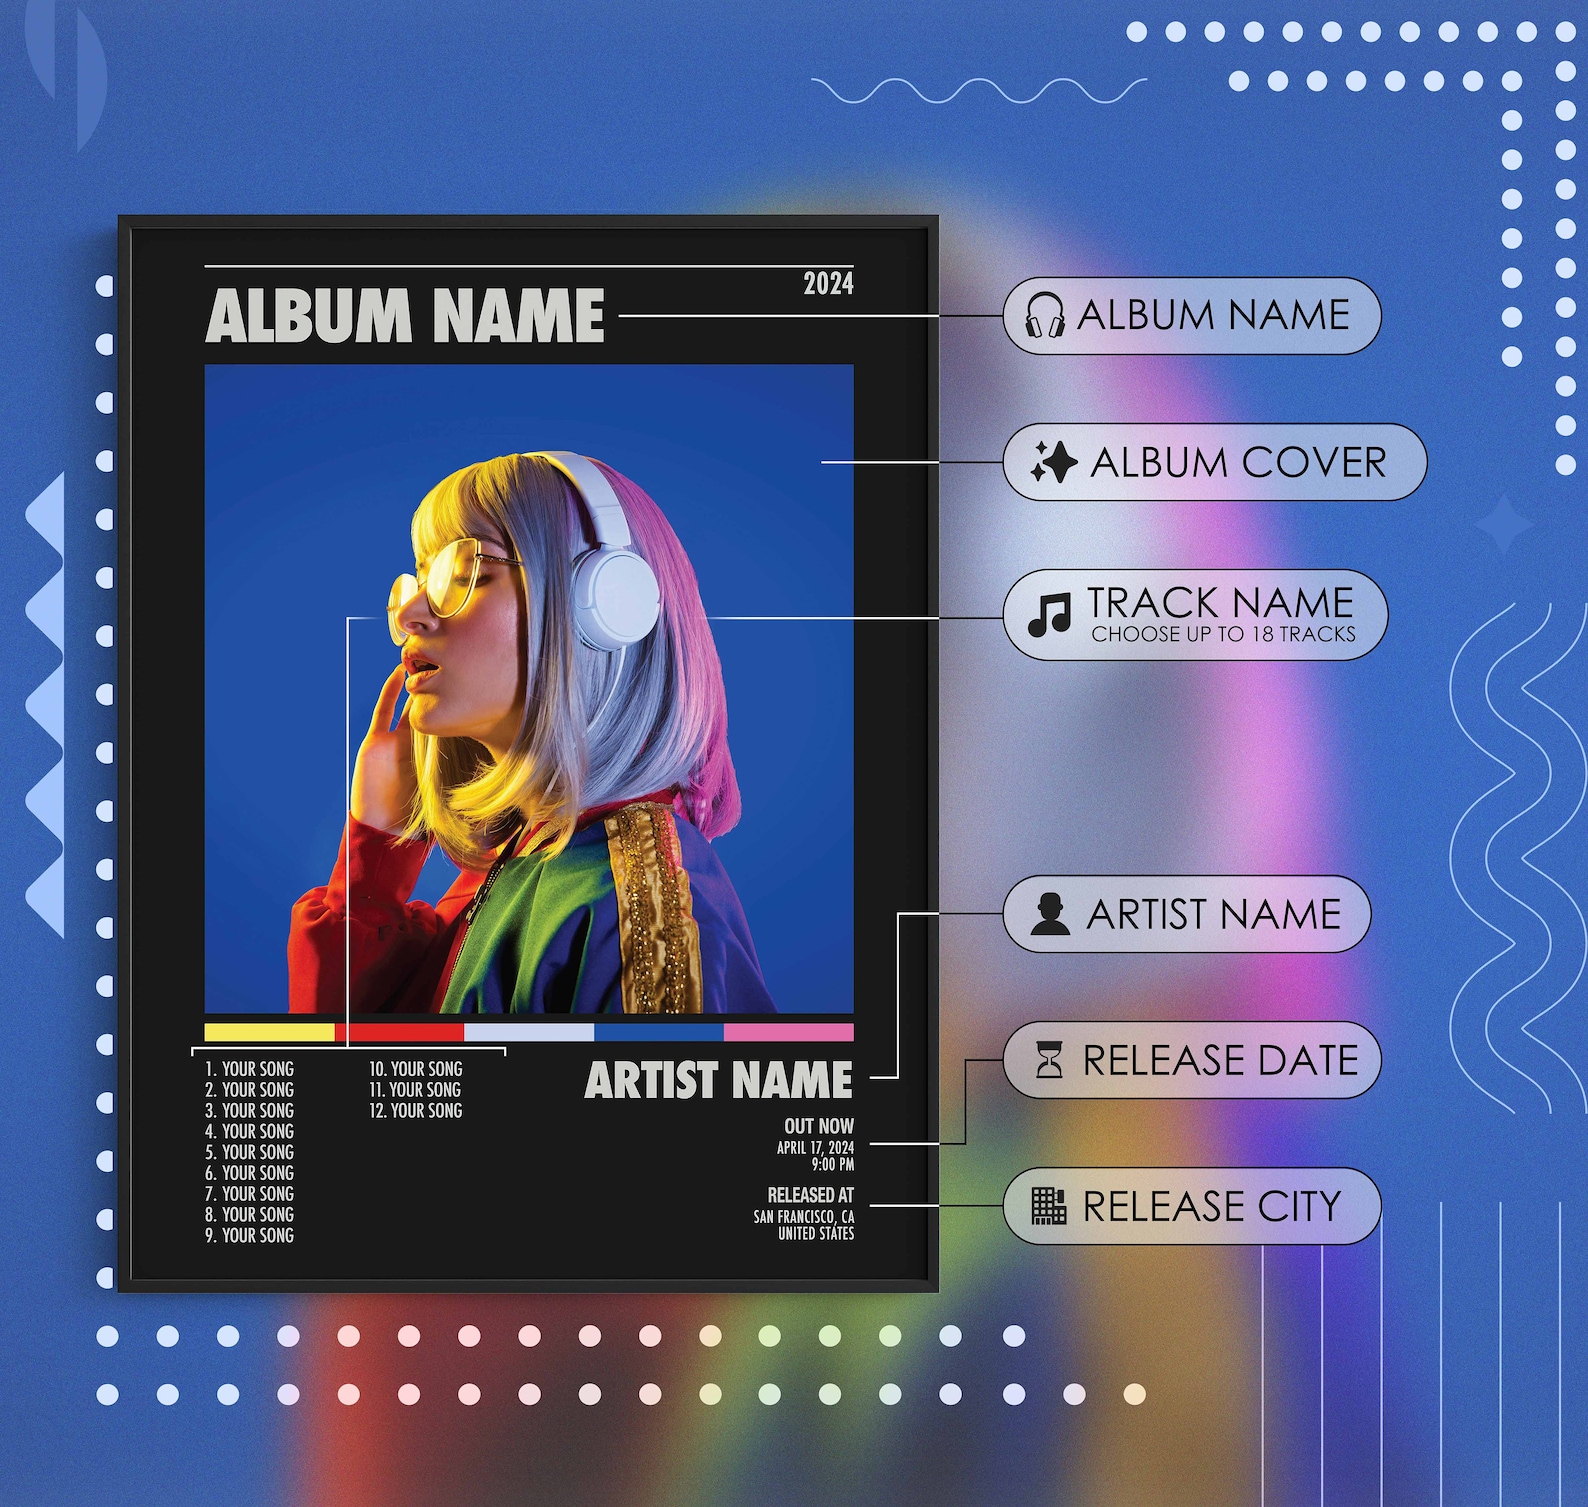 2024
ALBUM NAME
1. YOUR SONG
2. YOUR SONG
3. YOUR SONG
4. YOUR SONG
5. YOUR SONG
6. YOUR SONG
7. YOUR SONG
8. YOUR SONG
9. YOUR SONG
10. YOUR SONG
11. YOUR SONG
12. YOUR SONG
ARTIST NAME
OUT NOW
APRIL 17, 2024
9:00 PM
RELEASED AT
SAN FRANCISCO, CA
UNITED STATES
ALBUM NAME
ALBUM COVER
TRACK NAME
CHOOSE UP TO 18 TRACKS
ARTIST NAME
RELEASE DATE
RELEASE CITY